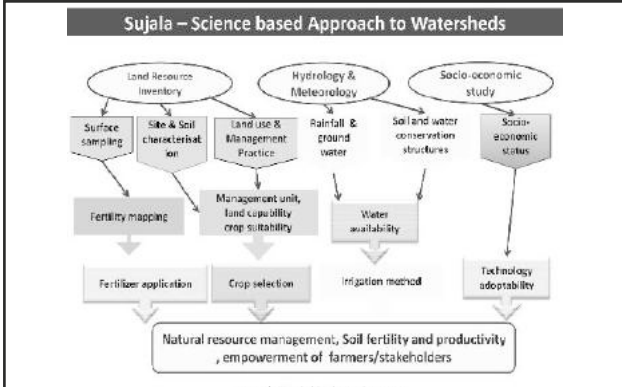 Sujala – Science based Approach to Watersheds
Land Resource
Inventory
Hydrology &
Meteorology
Socio-economic
study
Surface
sampling
Site & Soil
characterisat
ion
Land use &
Management
Practice
Rainfall &
ground
water
Soil and water
conservation
structures
Socio-
economic
status
Fertility mapping
Management unit,
land capability
crop suitability
Water
availability
Fertilizer application
Crop selection
Irrigation method
Technology
adoptability
Natural resource management, Soil fertility and productivity
, empowerment of farmers/stakeholders